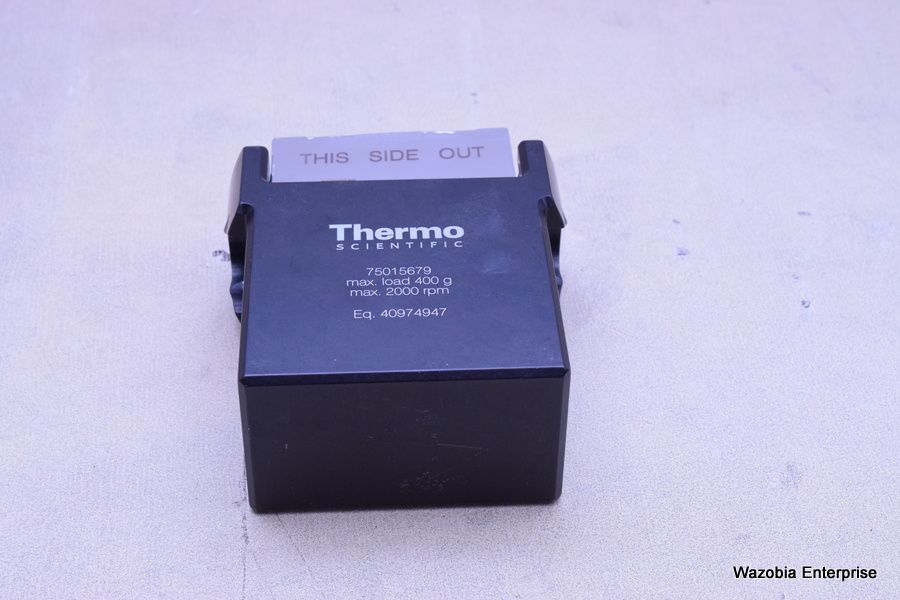 THIS SIDE OUT
Thermo
SCIENTIFIC
75015679
max. load 400 g
max. 2000 rpm
Eq. 40974947
Wazobia Enterprise